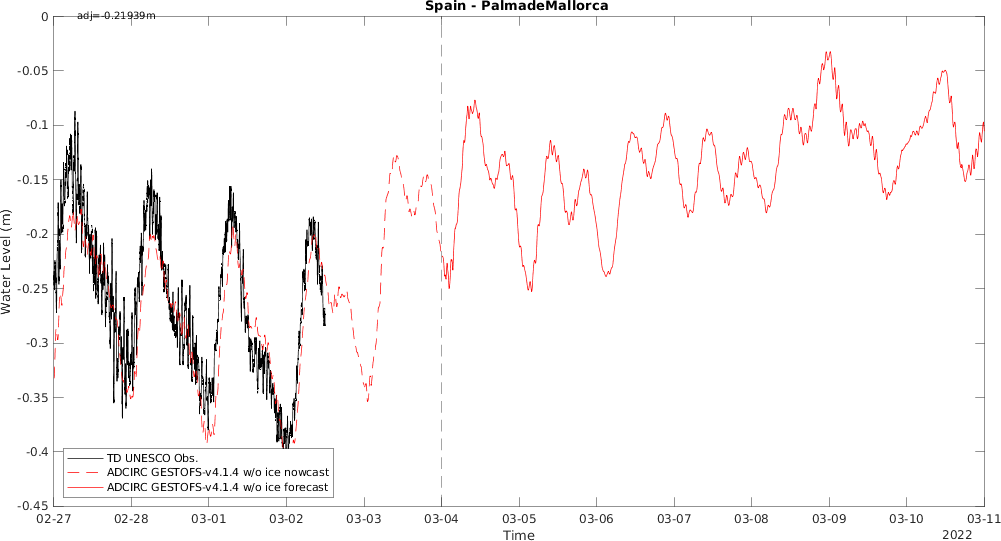 Spain - PalmadeMallorca
adj=-0.21939m
0
-0.05
-0.1
-0.15
-0.2
-0.25
-0.3
-0.35
-0.4
-0.45
Water Level (m)
TD UNESCO Obs.
ADCIRC GESTOFS-v4.1.4 w/o ice nowcast
ADCIRC GESTOFS-v4.1.4 w/o ice forecast
02-27 02-28 03-01 03-02 03-03 03-04 03-05 03-06 03-07 03-08 03-09 03-10 03-11
Time
2022